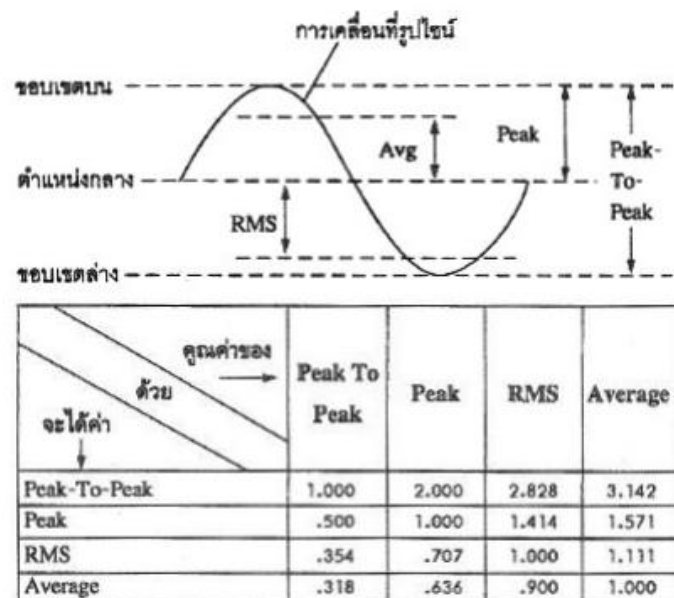 การเคลื่อนที่รูปไซน์
ขอบเขตบน
Avg
Peak
Peak-
To-
Peak
ตำแหน่งกลาง
RMS
ขอบเขตล่าง
คูณค่าของ
ด้วย
จะได้ค่า
Peak To
Peak
Peak
RMS
Average
Peak-To-Peak 1.000 2.000 2.828 3.142
Peak .500 1.000 1.414 1.571
RMS .354 .707 1.000 1.111
Average .318 .636 .900 1.000